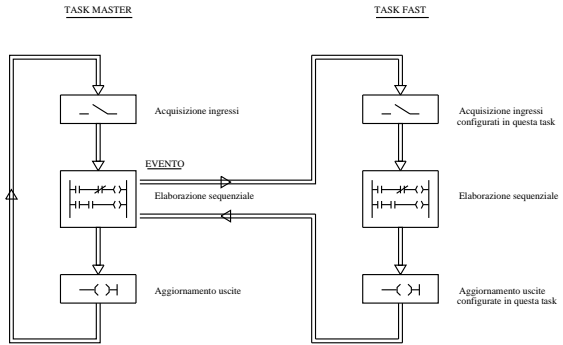 TASK MASTER
TASK FAST
Acquisizione ingressi
Acquisizione ingressi
configurati in questa task
EVENTO
Elaborazione sequenziale
Elaborazione sequenziale
Aggiornamento uscite
Aggiornamento uscite
configurate in questa task